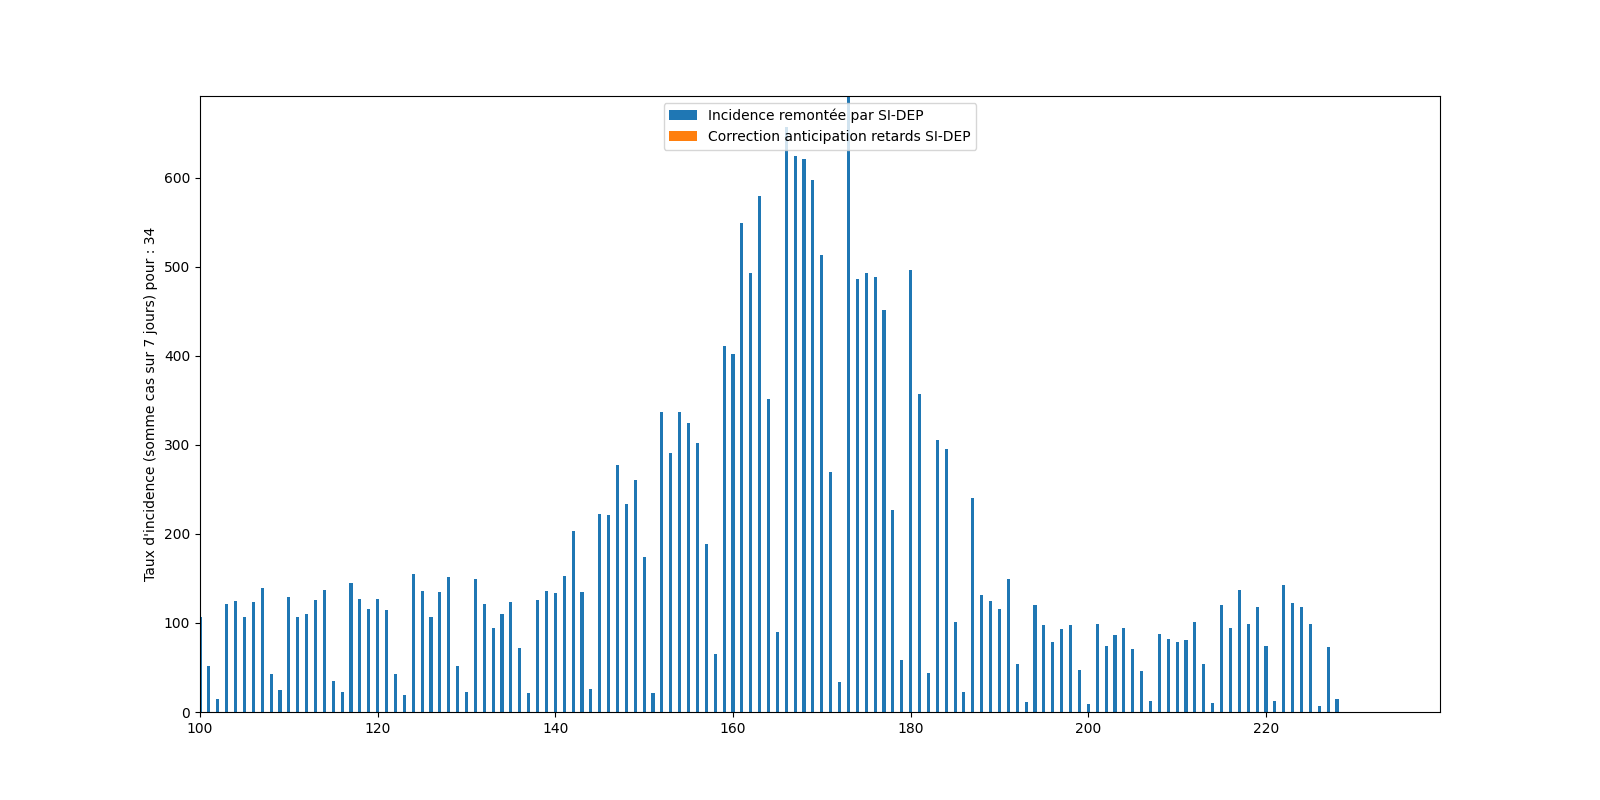 Incidence remontée par SI-DEP
Correction anticipation retards SI-DEP
Taux d'incidence (somme cas sur 7 jours) pour : 34
600
500
400
300
200
100
0
100 120 140 160 180 200 220